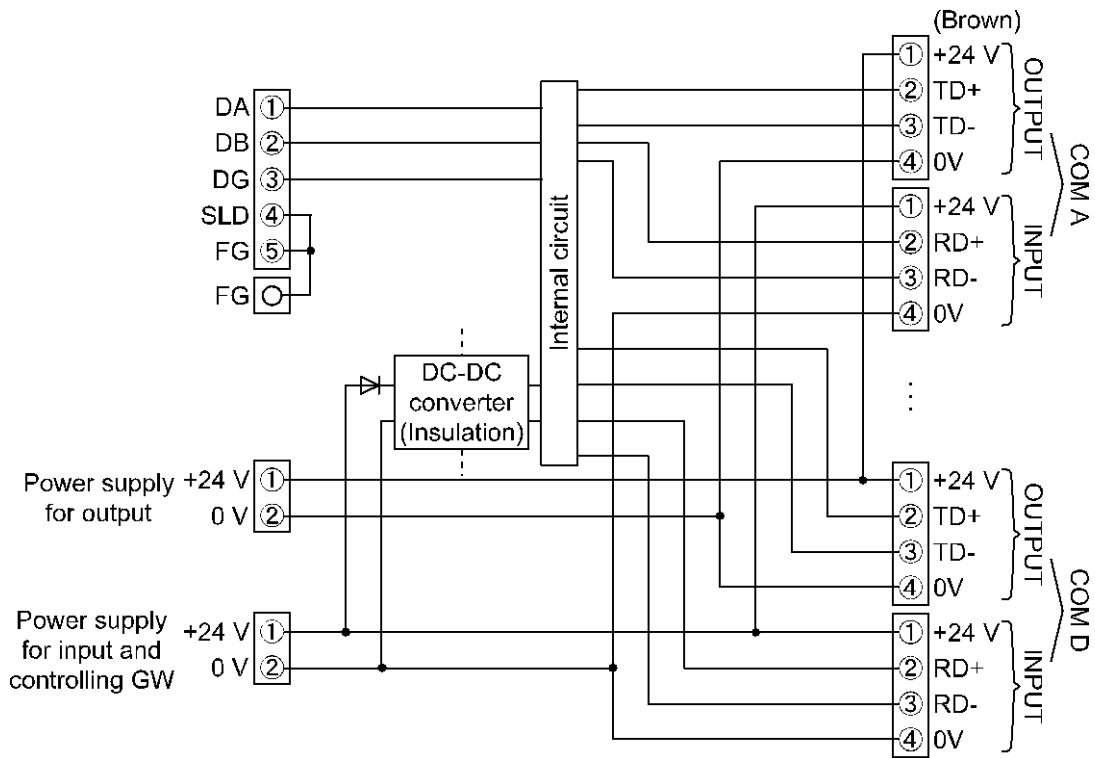 (Brown)
DA ①
DB ②
DG ③
SLD ④
FG ⑤
FG
Internal circuit
DC-DC
converter
(Insulation)
Power supply
for output
+24 V ①
0 V ②
Power supply
for input and
controlling GW
+24 V ①
0 V ②
① +24 V
② TD+
③ TD-
④ 0V
OUTPUT
① +24 V
② RD+
③ RD-
④ 0V
INPUT
COM A
⋮
① +24 V
② TD+
③ TD-
④ 0V
OUTPUT
① +24 V
② RD+
③ RD-
④ 0V
INPUT
COM D